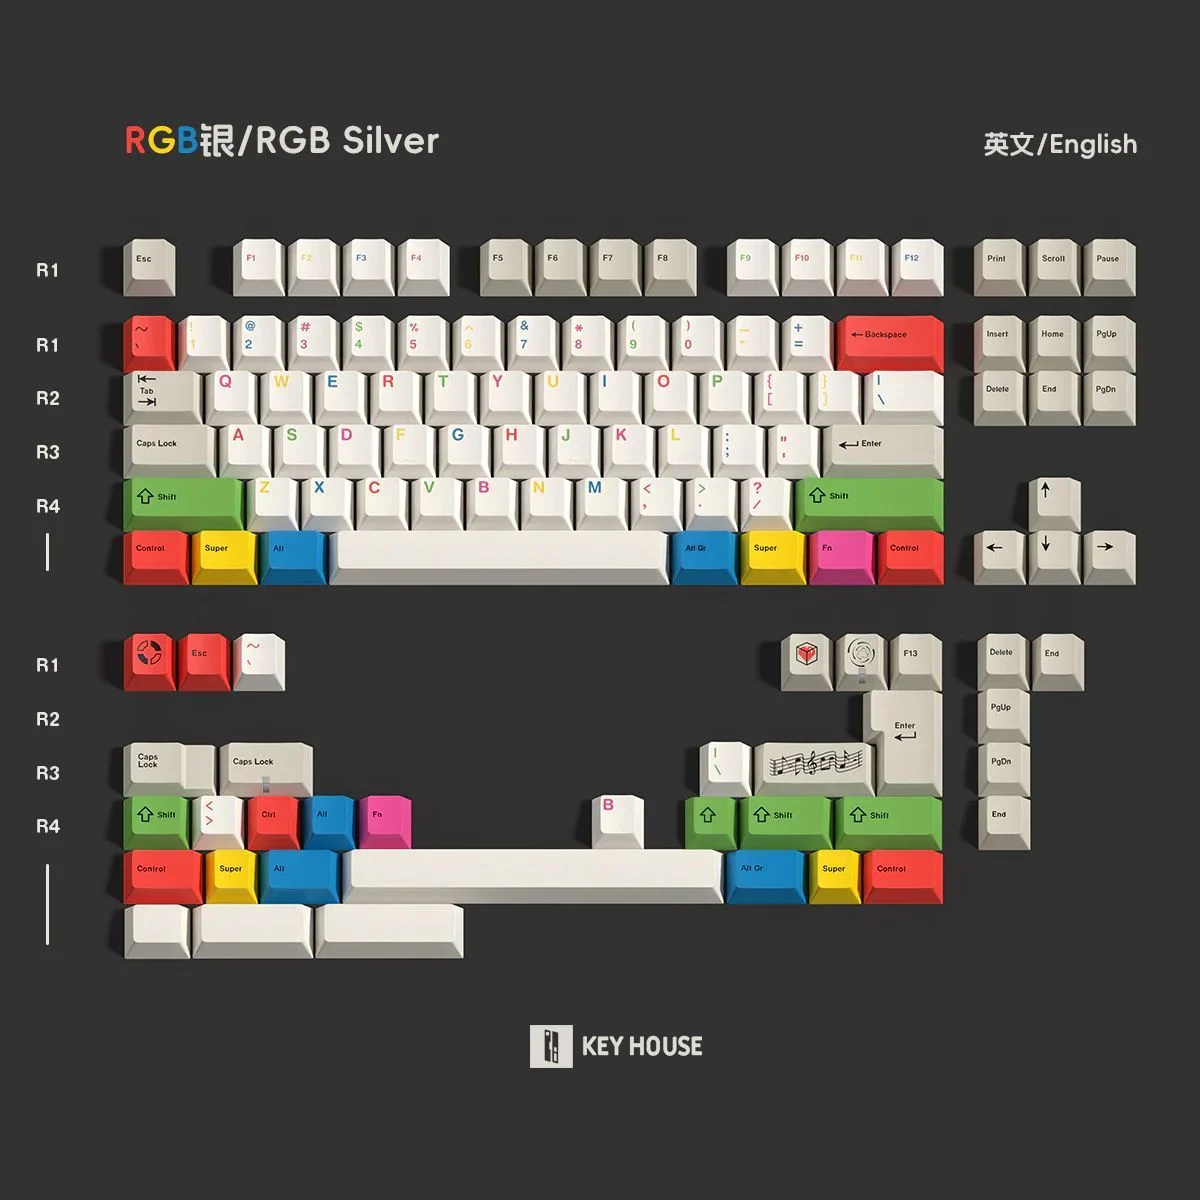 RGB银/RGB Silver
英文/English
R1 Esc F1 F2 F3 F4 F5 F6 F7 F8 F9 F10 F11 F12 Print Scroll Pause
R1 ~ ` ! 1 @ 2 # 3 $ 4 % 5 ^ 6 & 7 * 8 ( 9 ) 0 _ - + = ← Backspace Insert Home PgUp
R2 Tab Q W E R T Y U I O P { [ } ] | \ Delete End PgDn
R3 Caps Lock A S D F G H J K L : ; " ' Enter
R4 Shift Z X C V B N M < , > . ? / Shift ↑
Control Super Alt Alt Gr Super Fn Control ← ↓ →
R1 Esc ~ ` F13 Delete End
R2 Enter PgUp
R3 Caps Lock Caps Lock | \ PgDn
R4 Shift < > Ctrl Alt Fn B Shift Shift End
Control Super Alt Alt Gr Super Control
KEY HOUSE